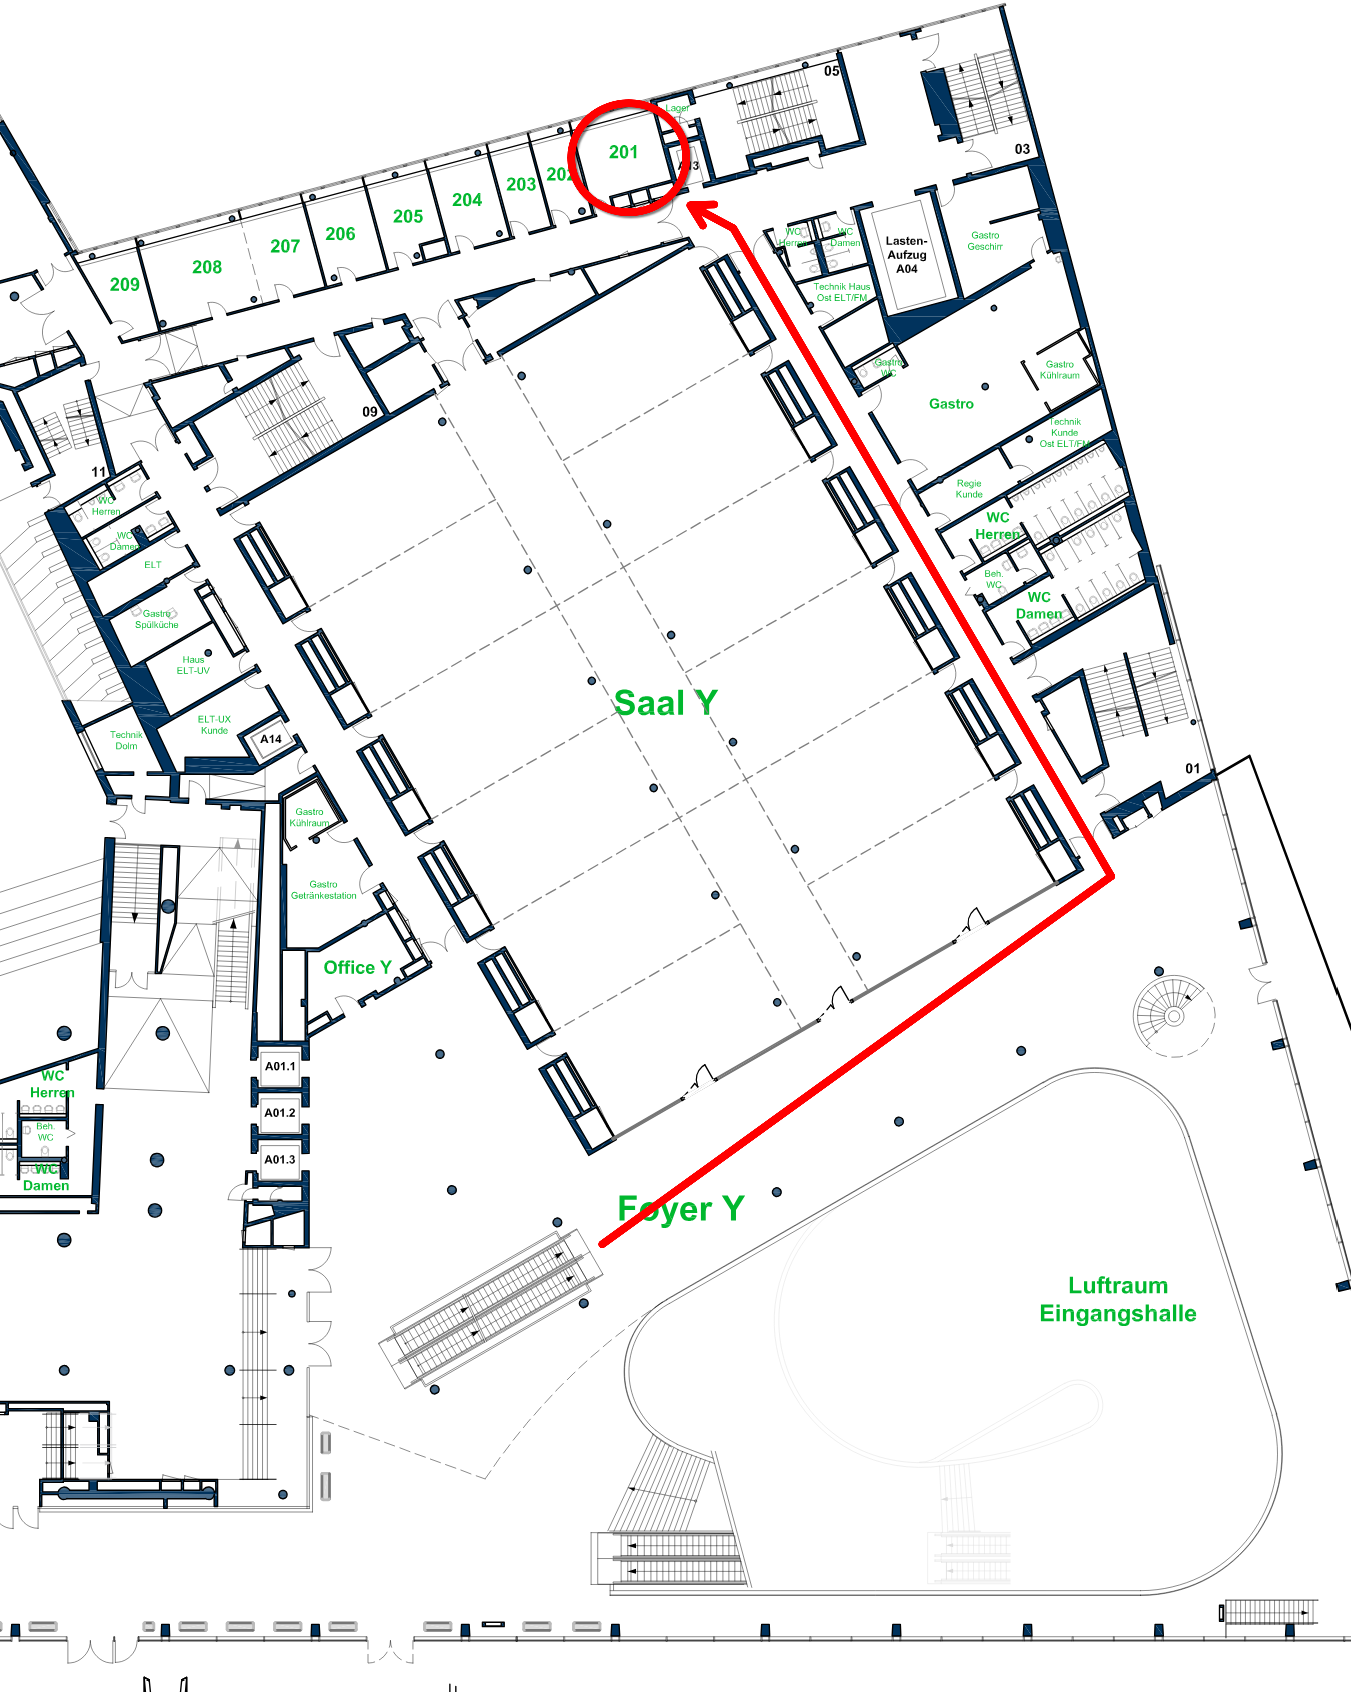 05
Lager
03
201
A13
202
203
204
205
206
207
208
209
WC
Herren
WC
Damen
Lasten-
Aufzug
A04
Gastro
Geschirr
Technik Haus
Ost ELT/FM
Gastro
WC
Gastro
Kühlraum
Gastro
09
Technik
Kunde
Ost ELT/FM
11
Regie
Kunde
WC
Herren
WC
Herren
WC
Damen
ELT
Beh.
WC
WC
Damen
Gastro
Spülküche
Haus
ELT-UV
Saal Y
ELT-UX
Kunde
Technik
Dolm
A14
01
Gastro
Kühlraum
Gastro
Getränkestation
Office Y
A01.1
WC
Herren
A01.2
Beh.
WC
A01.3
WC
Damen
Foyer Y
Luftraum
Eingangshalle